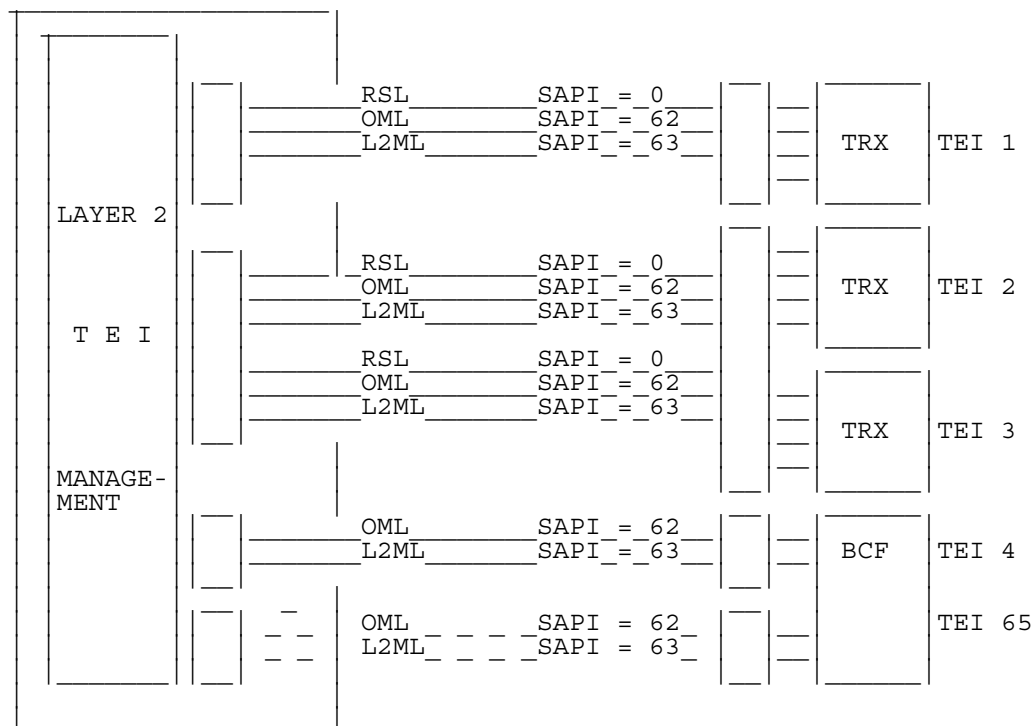 RSL SAPI = 0
OML SAPI = 62
L2ML SAPI = 63
TRX TEI 1
LAYER 2
RSL SAPI = 0
OML SAPI = 62
L2ML SAPI = 63
TRX TEI 2
T E I
RSL SAPI = 0
OML SAPI = 62
L2ML SAPI = 63
TRX TEI 3
MANAGE-
MENT
OML SAPI = 62
L2ML SAPI = 63
BCF TEI 4
OML SAPI = 62
L2ML SAPI = 63
TEI 65